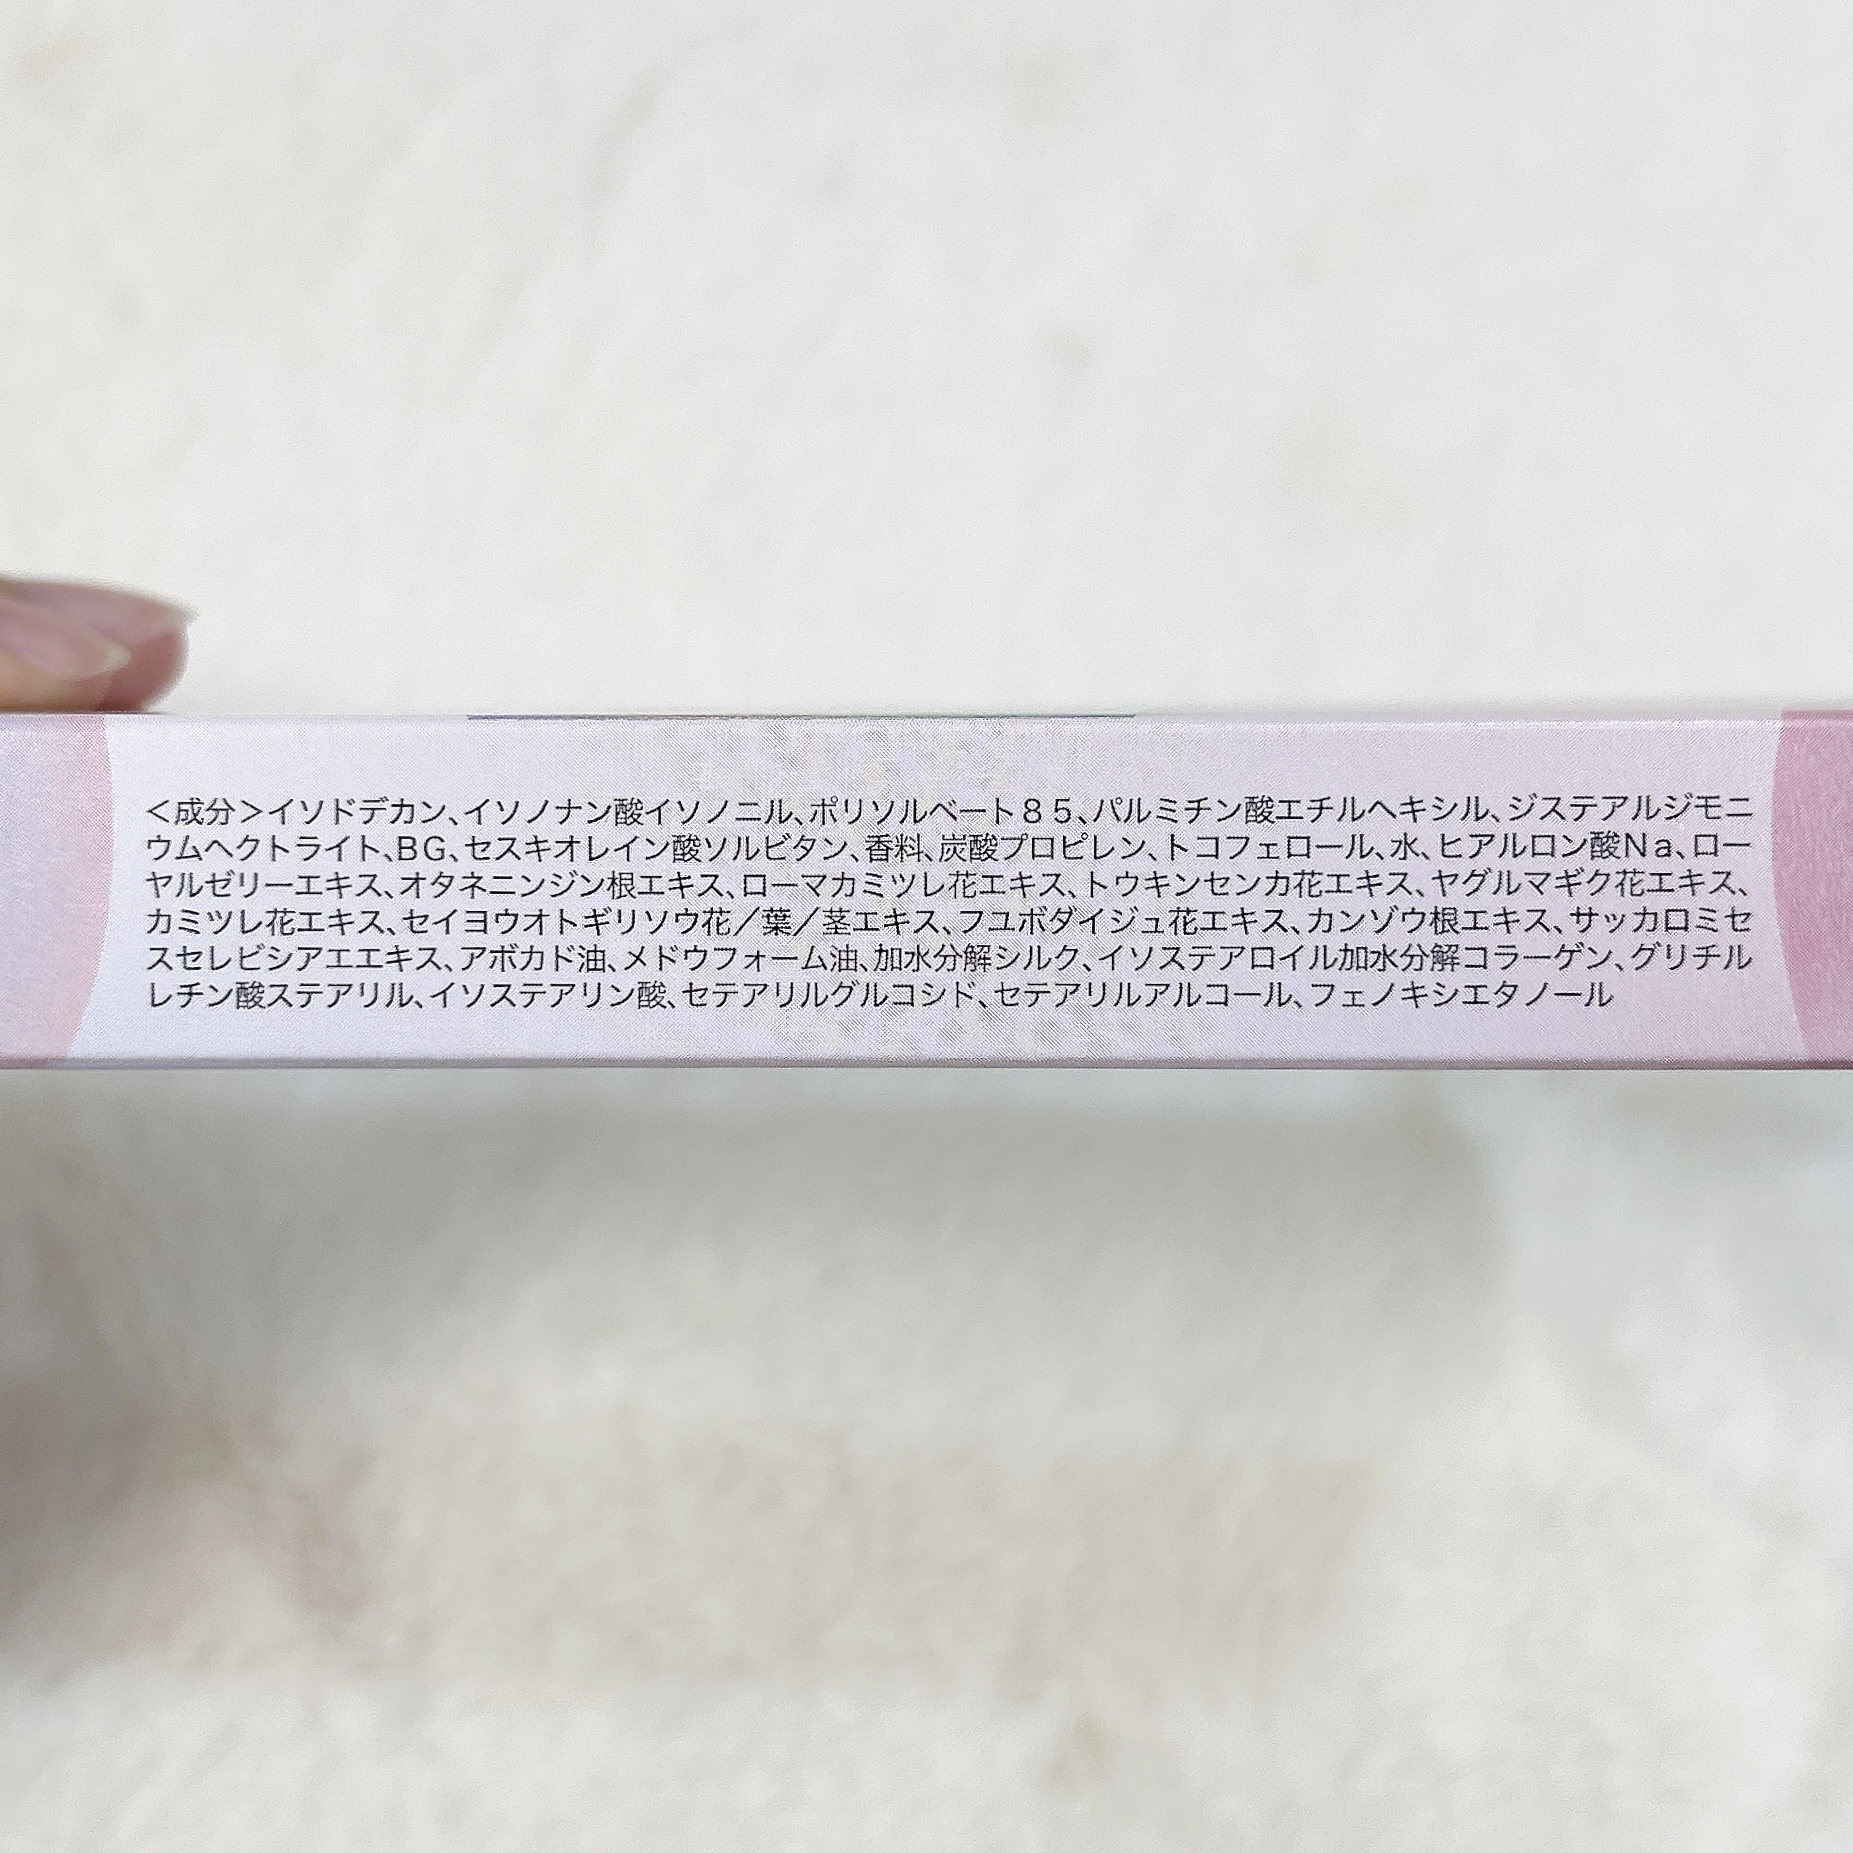 ＜成分＞イソドデカン、イソノナン酸イソノニル、ポリソルベート８５、パルミチン酸エチルヘキシル、ジステアルジモニ
ウムヘクトライト、BG、セスキオレイン酸ソルビタン、香料、炭酸プロピレン、トコフェロール、水、ヒアルロン酸Ｎａ、ロー
ヤルゼリーエキス、オタネニンジン根エキス、ローマカミツレ花エキス、トウキンセンカ花エキス、ヤグルマギク花エキス、
カミツレ花エキス、セイヨウオトギリソウ花／葉／茎エキス、フユボダイジュ花エキス、カンゾウ根エキス、サッカロミセ
スセレビシアエエキス、アボカド油、メドウフォーム油、加水分解シルク、イソステアロイル加水分解コラーゲン、グリチル
レチン酸ステアリル、イソステアリン酸、セテアリルグルコシド、セテアリルアルコール、フェノキシエタノール